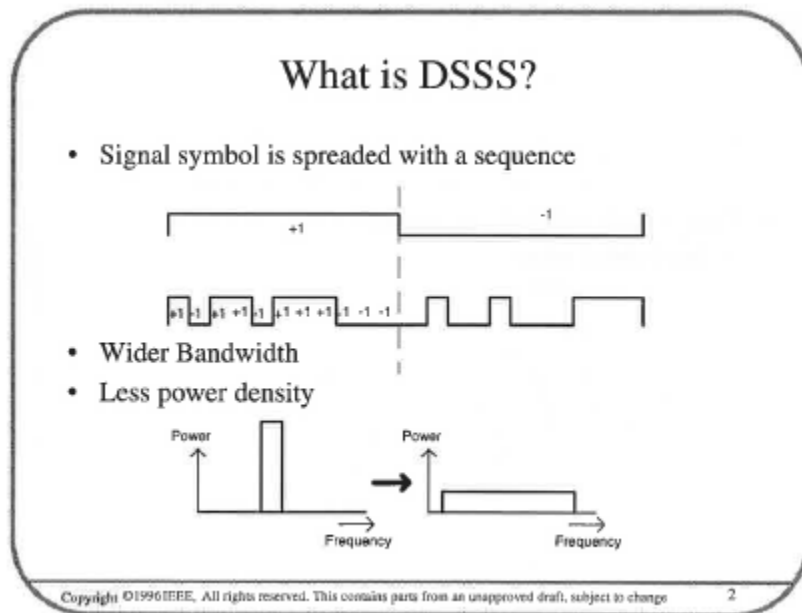 What is DSSS?
• Signal symbol is spreaded with a sequence
+1 -1
+1 -1 +1 +1 -1 +1 +1 +1 -1 -1 -1
• Wider Bandwidth
• Less power density
Power Power
Frequency Frequency
Copyright ©1996 IEEE, All rights reserved. This contains parts from an unapproved draft, subject to change 2